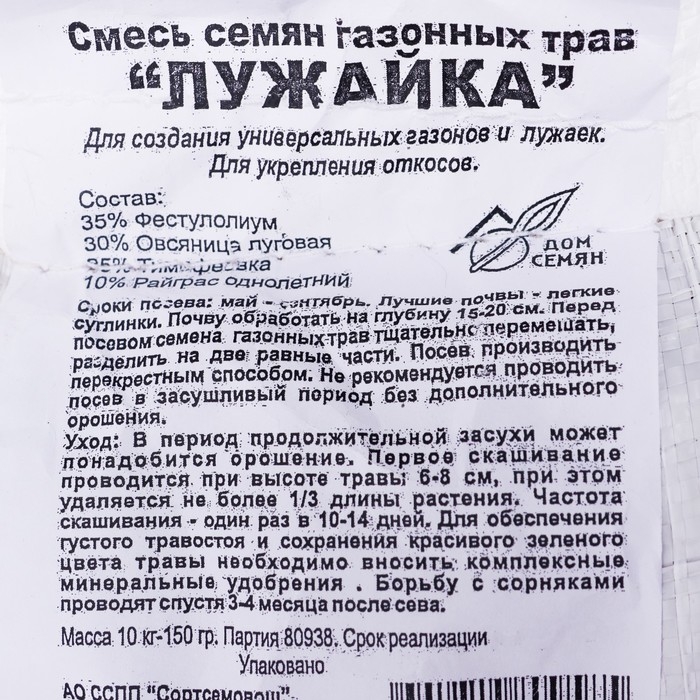 Смесь семян газонных трав
“ЛУЖАЙКА”
Для создания универсальных газонов и лужаек.
Для укрепления откосов.
Состав:
35% Фестулолиум
30% Овсяница луговая
25% Тимофеевка
10% Райграс однолетний
ДОМ
СЕМЯН
Сроки посева: май - сентябрь. Лучшие почвы - легкие
суглинки. Почву обработать на глубину 15-20 см. Перед
посевом семена газонных трав тщательно перемешать,
разделить на две равные части. Посев производить
перекрестным способом. Не рекомендуется проводить
посев в засушливый период без дополнительного
орошения.
Уход: В период продолжительной засухи может
понадобится орошение. Первое скашивание
проводится при высоте травы 6-8 см, при этом
удаляется не более 1/3 длины растения. Частота
скашивания - один раз в 10-14 дней. Для обеспечения
густого травостоя и сохранения красивого зеленого
цвета травы необходимо вносить комплексные
минеральные удобрения . Борьбу с сорняками
проводят спустя 3-4 месяца после сева.
Масса 10 кг-150 гр. Партия 80938. Срок реализации
Упаковано
АО ССПП “Сортсемовощ”